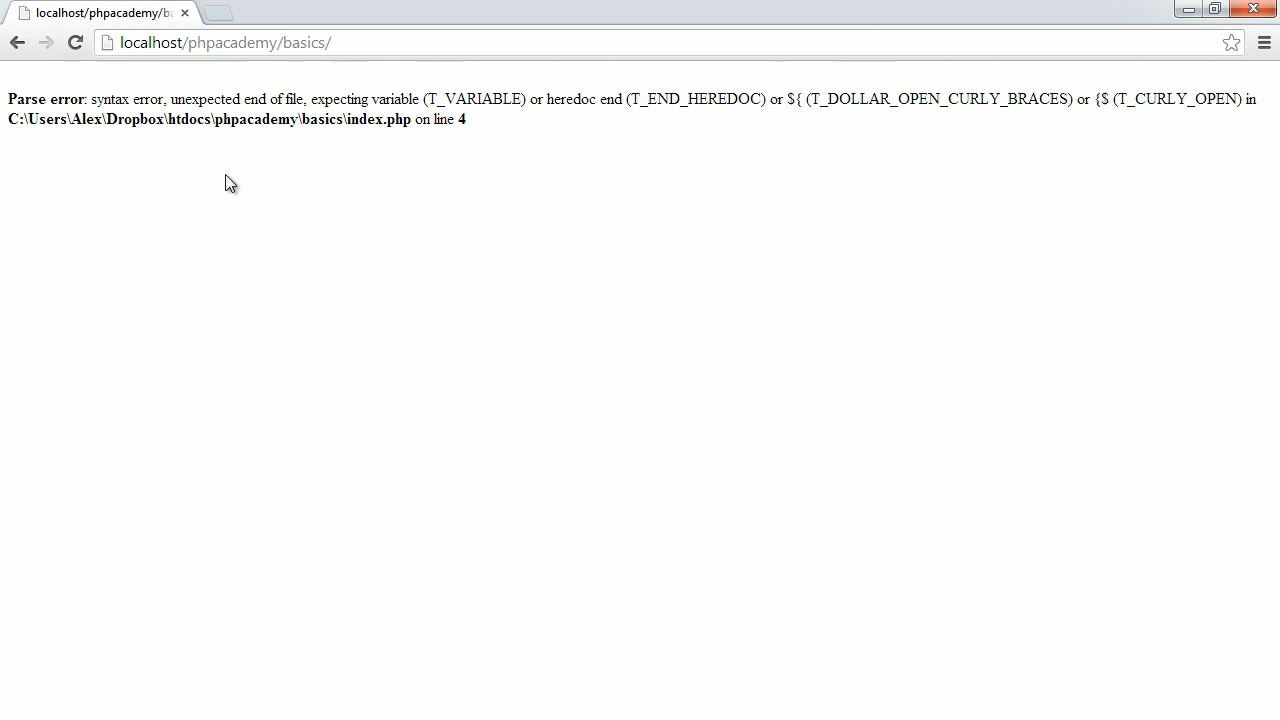 localhost/phpacademy/ba
localhost/phpacademy/basics/
Parse error: syntax error, unexpected end of file, expecting variable (T_VARIABLE) or heredoc end (T_END_HEREDOC) or ${ (T_DOLLAR_OPEN_CURLY_BRACES) or {$ (T_CURLY_OPEN) in
C:\Users\Alex\Dropbox\htdocs\phpacademy\basics\index.php on line 4